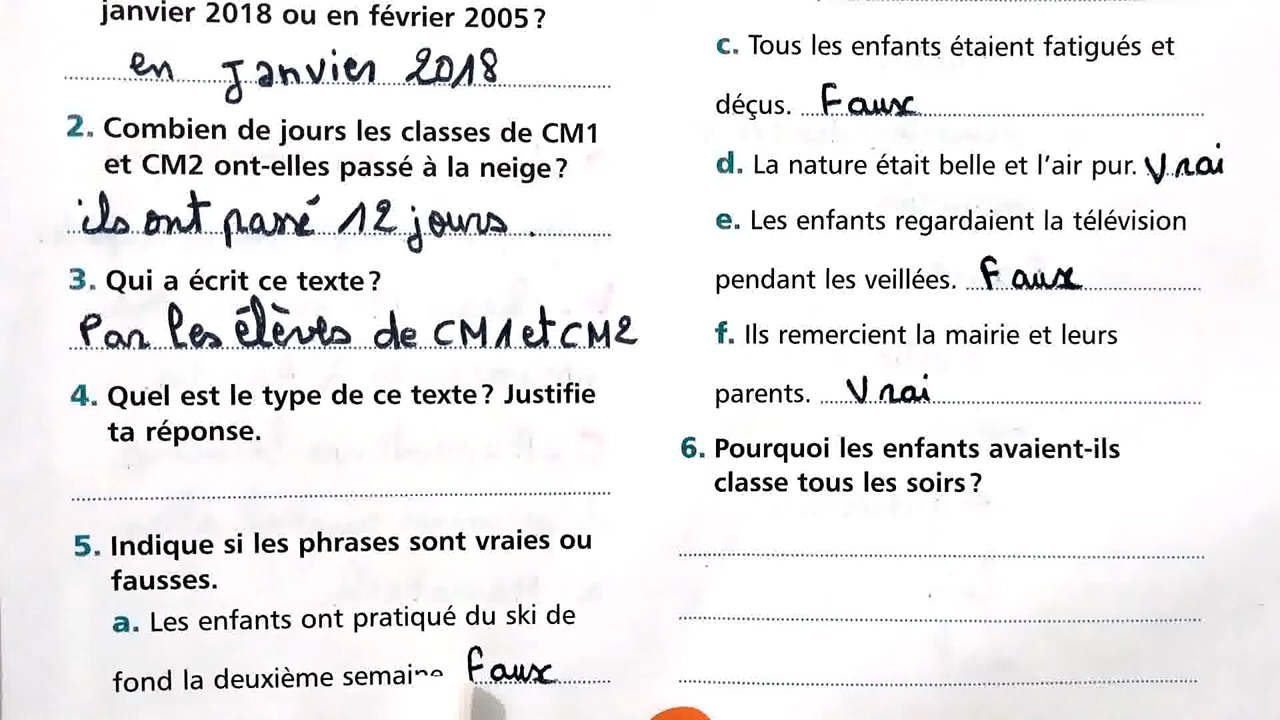 janvier 2018 ou en février 2005 ?
en Janvier 2018
2. Combien de jours les classes de CM1
et CM2 ont-elles passé à la neige ?
ils ont passé 12 jours.
3. Qui a écrit ce texte ?
Par les élèves de CM1 et CM2
4. Quel est le type de ce texte ? Justifie
ta réponse.
5. Indique si les phrases sont vraies ou
fausses.
a. Les enfants ont pratiqué du ski de
fond la deuxième semaine Faux
c. Tous les enfants étaient fatigués et
déçus. Faux
d. La nature était belle et l'air pur. Vrai
e. Les enfants regardaient la télévision
pendant les veillées. Faux
f. Ils remercient la mairie et leurs
parents. Vrai
6. Pourquoi les enfants avaient-ils
classe tous les soirs ?